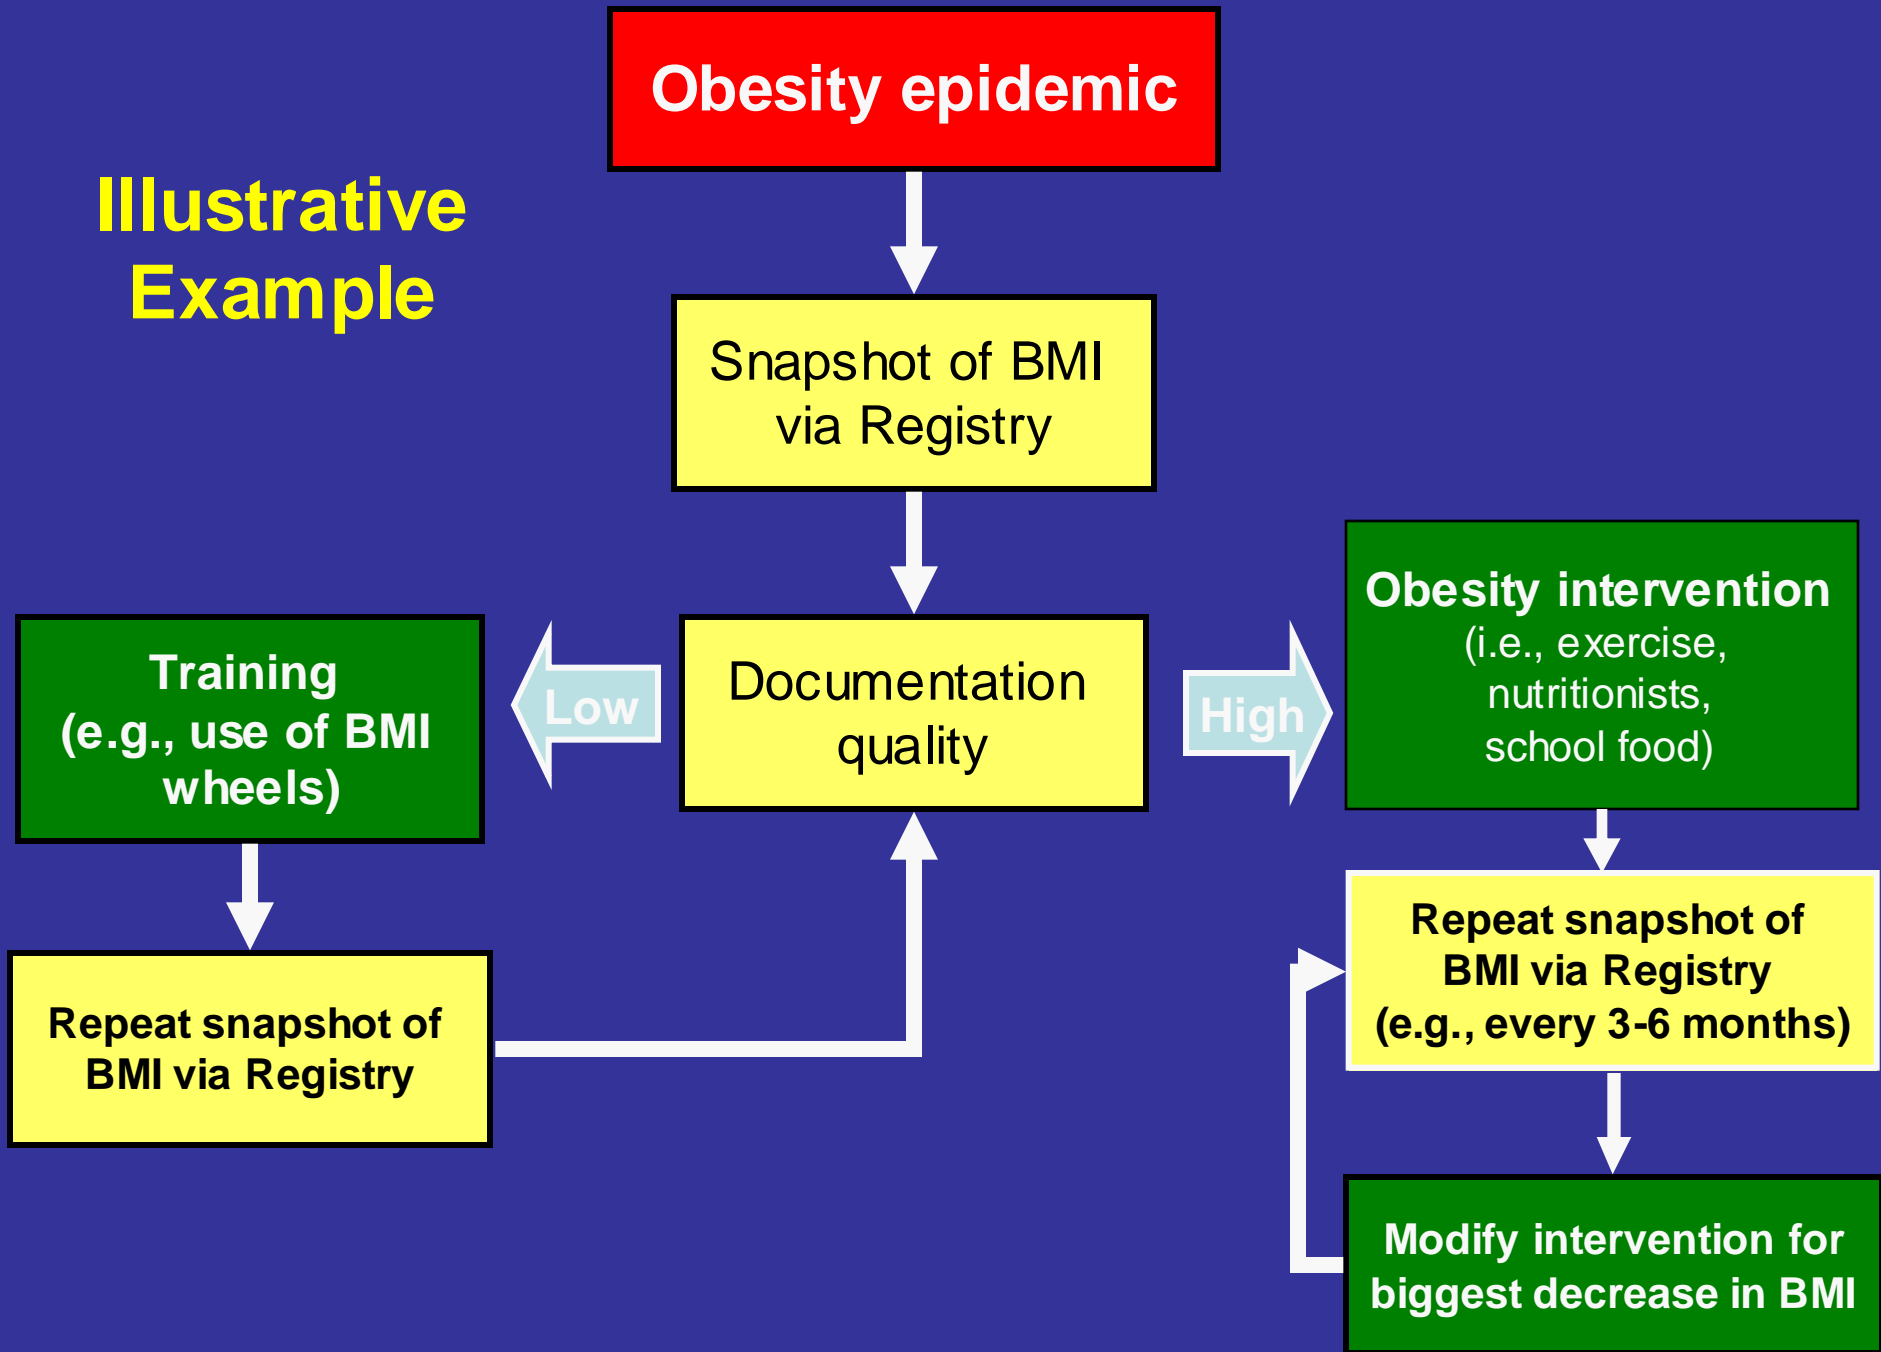 Obesity epidemic
Illustrative
Example
Snapshot of BMI
via Registry
Documentation
quality
Low
High
Training
(e.g., use of BMI
wheels)
Repeat snapshot of
BMI via Registry
Obesity intervention
(i.e., exercise,
nutritionists,
school food)
Repeat snapshot of
BMI via Registry
(e.g., every 3-6 months)
Modify intervention for
biggest decrease in BMI